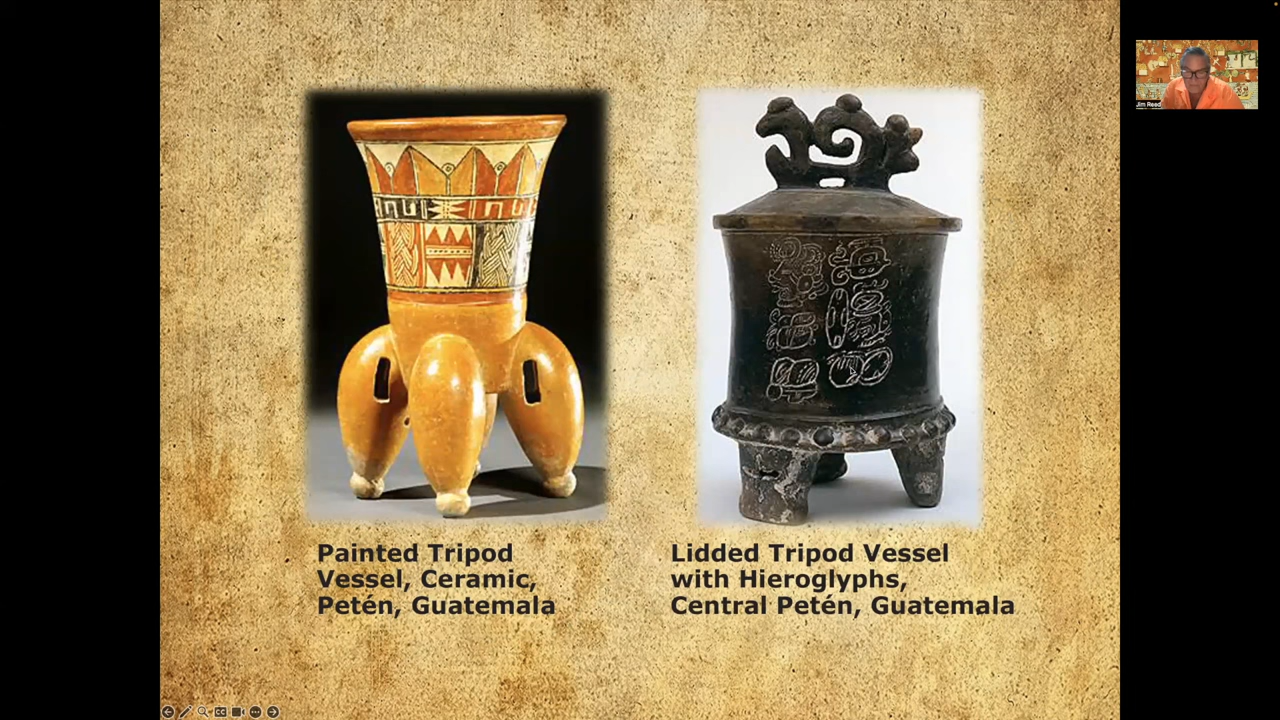 Painted Tripod
Vessel, Ceramic,
Petén, Guatemala
Lidded Tripod Vessel
with Hieroglyphs,
Central Petén, Guatemala
Jim Reed